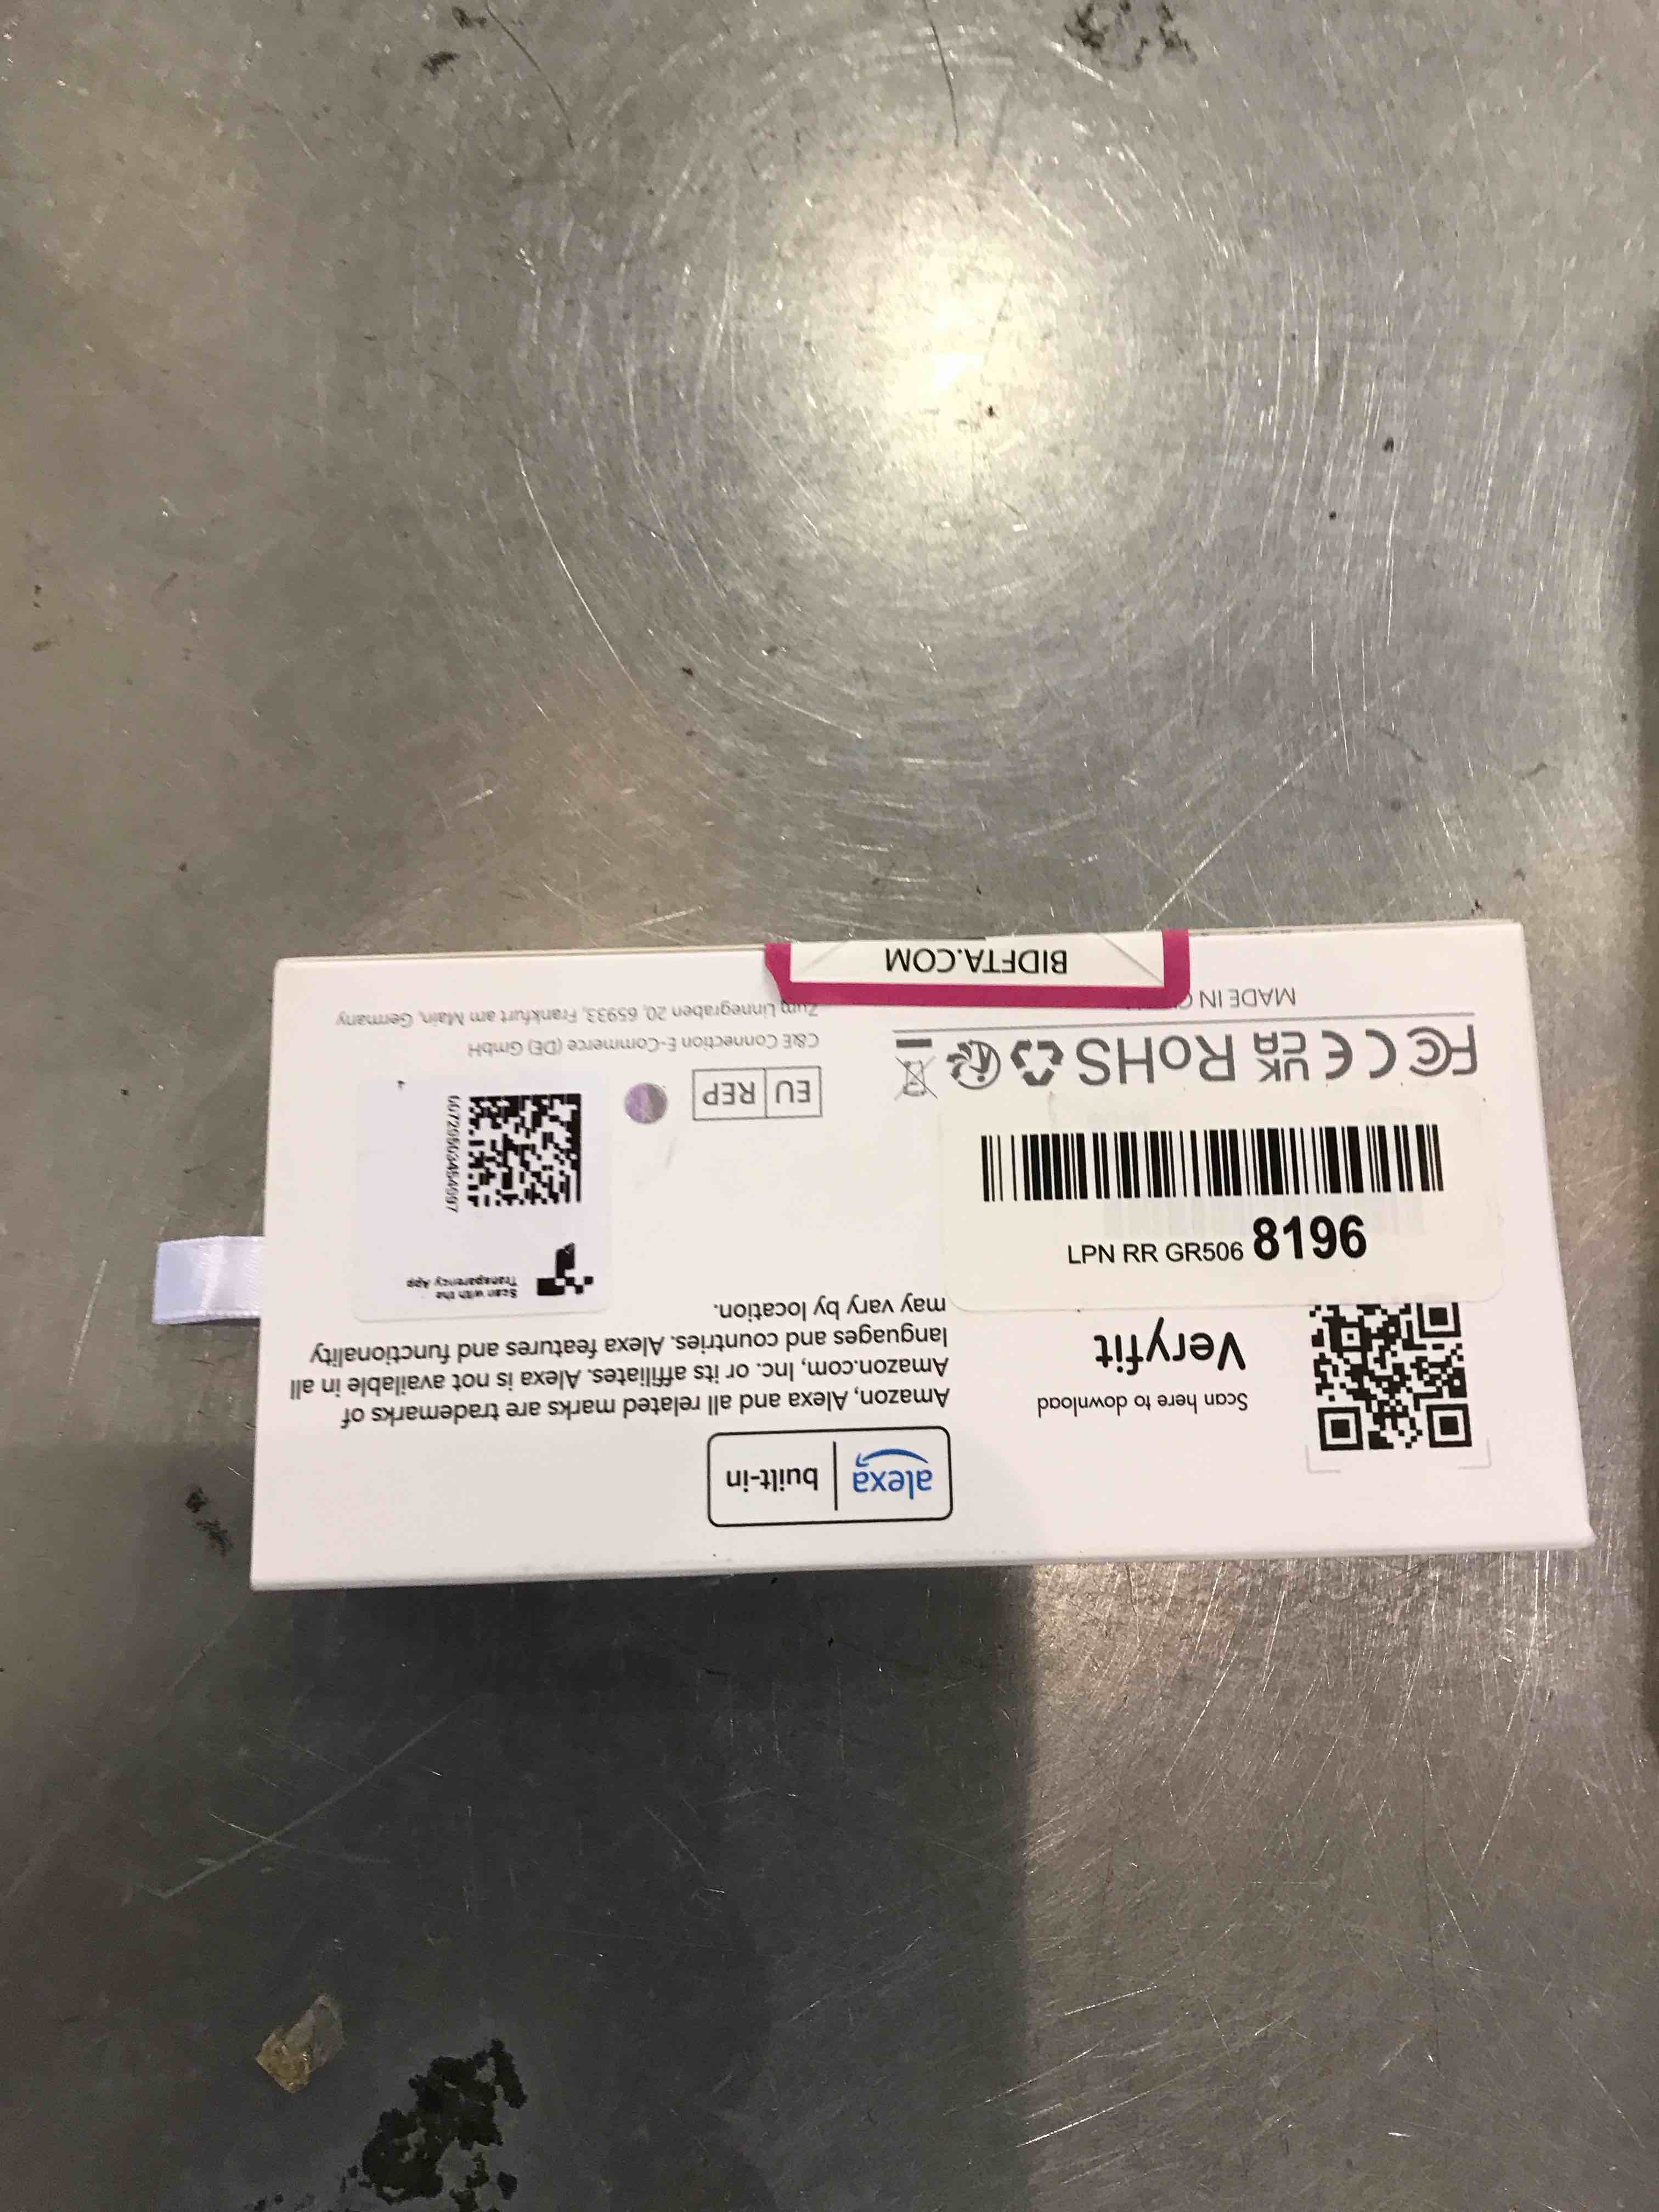 alexa | built-in
Amazon, Alexa and all related marks are trademarks of
Amazon.com, Inc. or its affiliates. Alexa is not available in all
languages and countries. Alexa features and functionality
may vary by location.
Scan here to download
Veryfit
LPN RR GR506 8196
Scan with the
Transparency App
EU REP
C&E Connection E-Commerce (DE) GmbH
Zum Linnegraben 20, 65933, Frankfurt am Main, Germany
FC CE UK CA RoHS
MADE IN
BIDFTA.COM